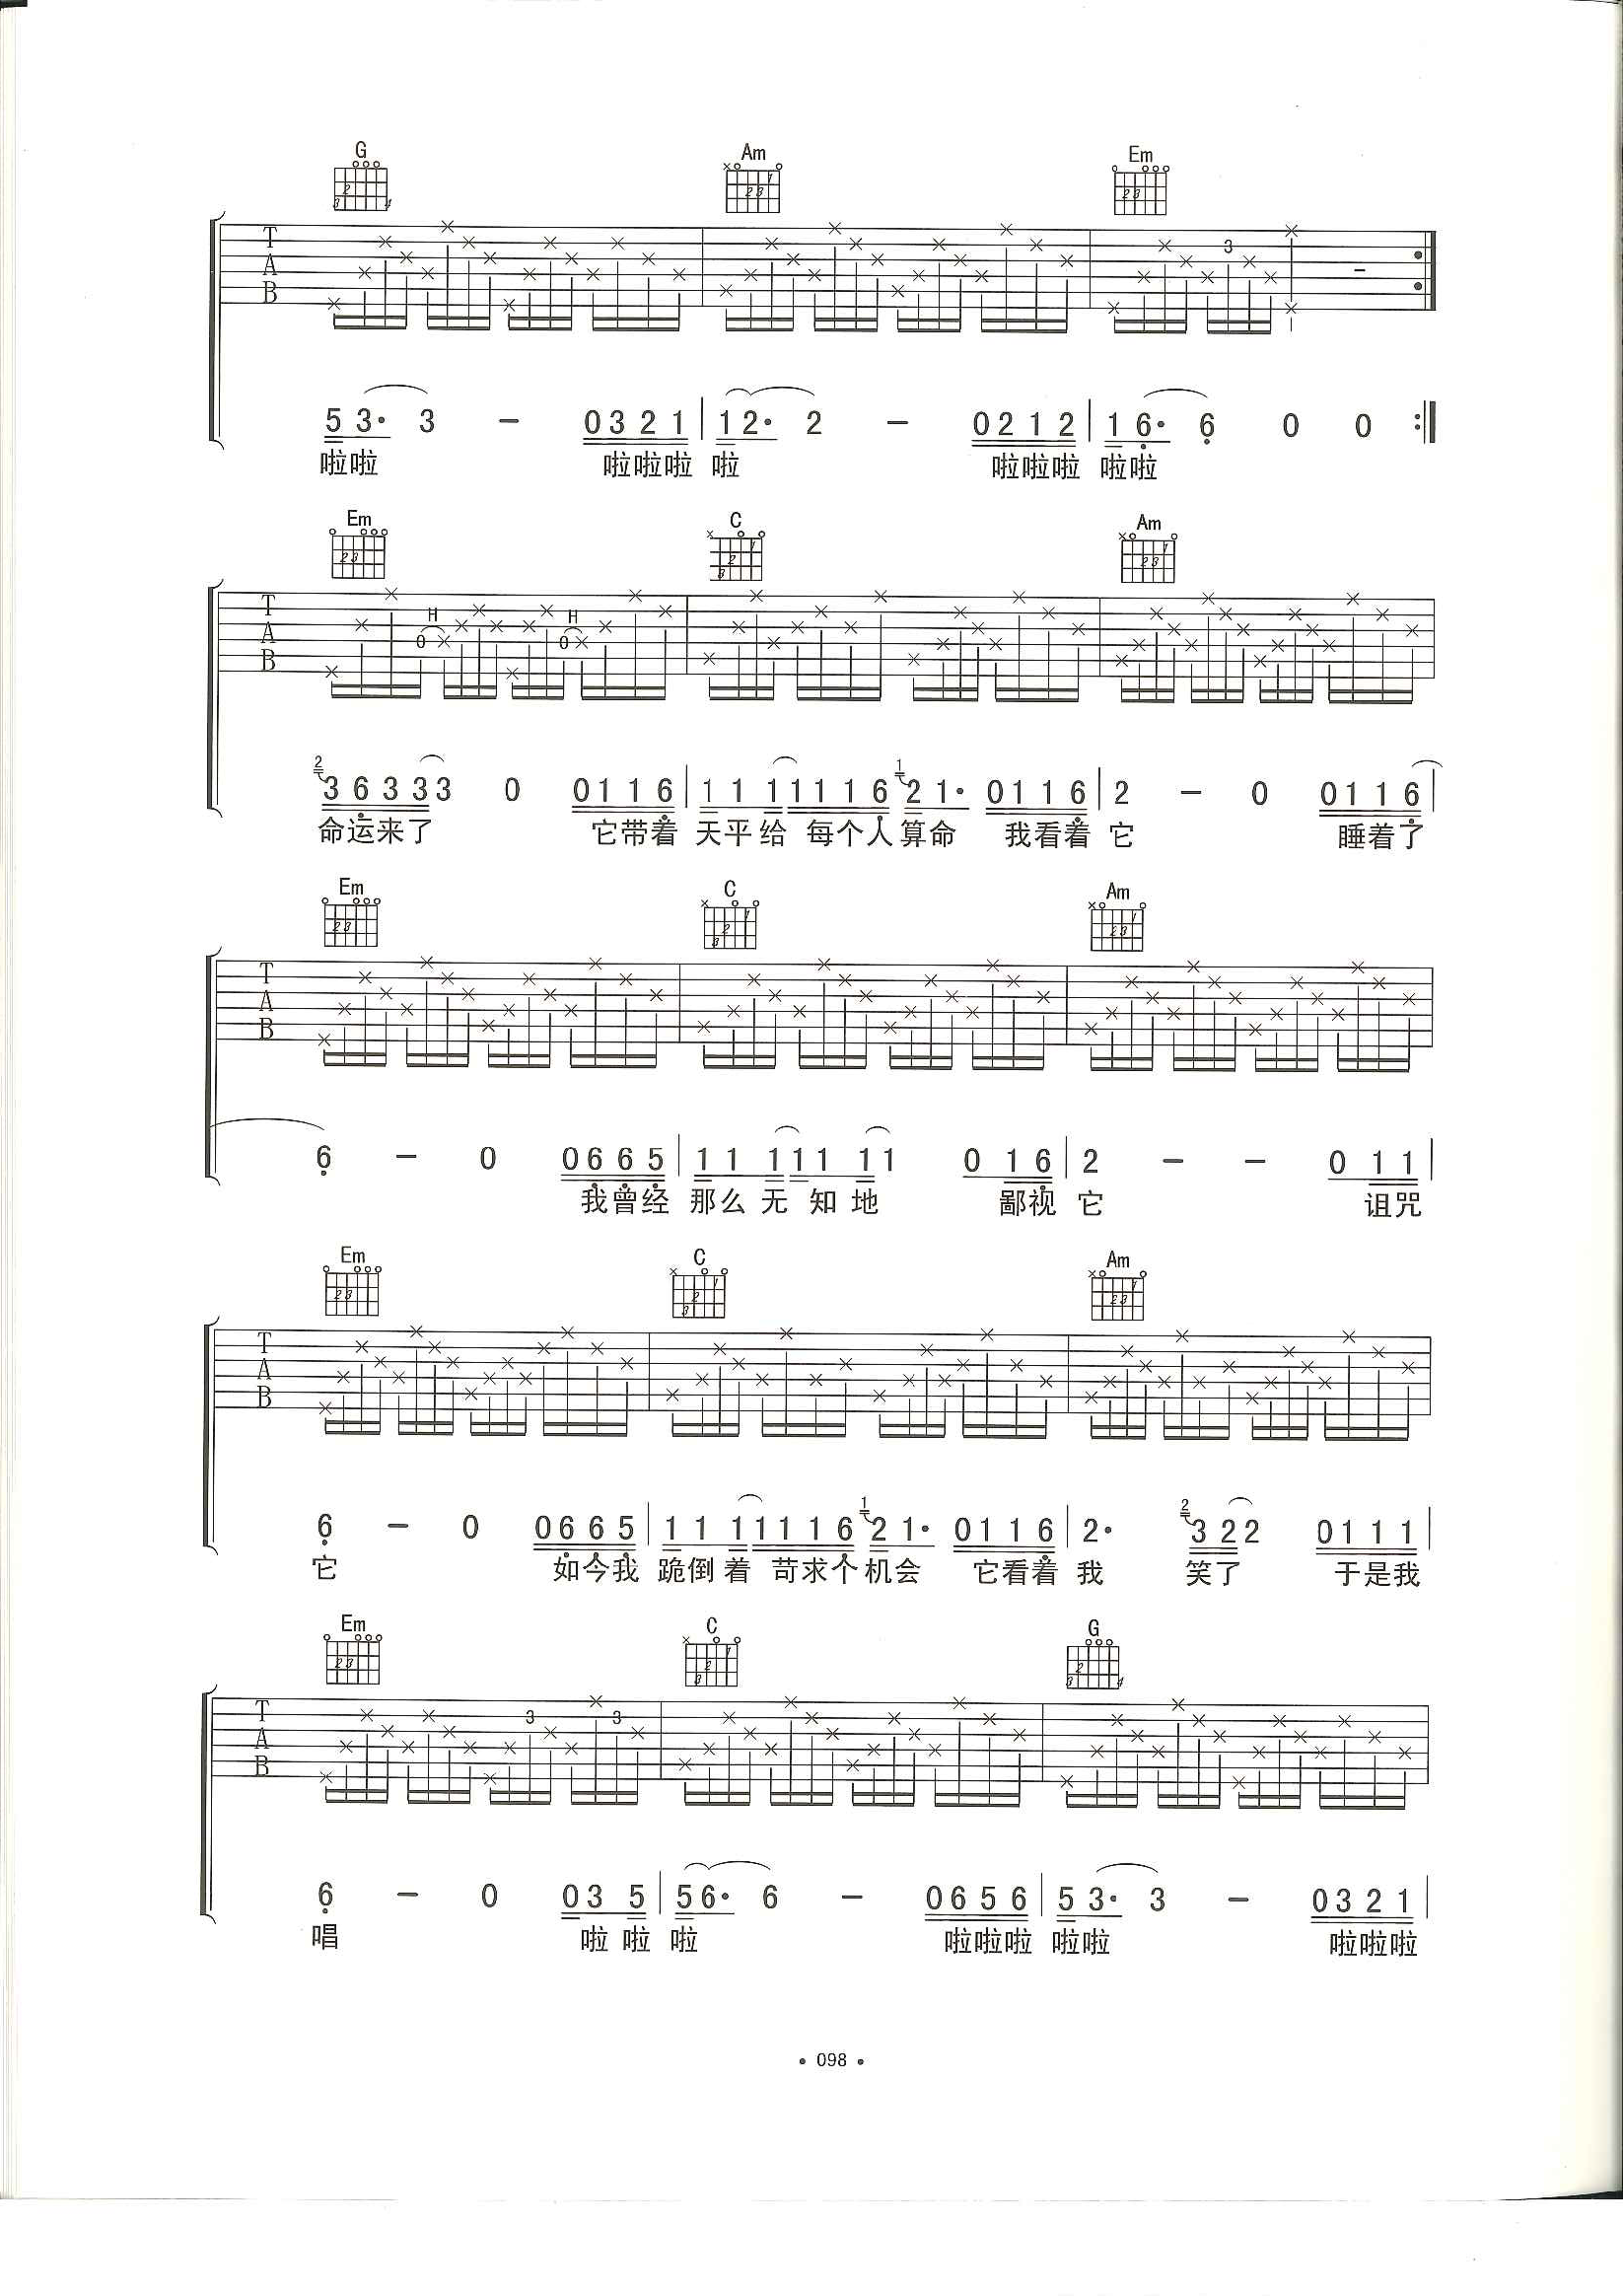 G Am Em
T A B 3
5 3· 3 - 0 3 2 1 | 1 2· 2 - 0 2 1 2 | 1 6· 6 0 0 :|
啦啦 啦啦啦 啦 啦啦啦 啦啦
Em C Am
T A B 0 H 0 H
2 3 6 3 3 3 0 0 1 1 6 | 1 1 1 1 1 1 6 1 2 1· 0 1 1 6 | 2 - 0 0 1 1 6 |
命运来了 它带着 天平给 每个人算命 我看着 它 睡着了
Em C Am
T A B
6 - 0 0 6 6 5 | 1 1 1 1 1 1 1 0 1 6 | 2 - - 0 1 1 |
我曾经 那么无 知 地 鄙视 它 诅咒
Em C Am
T A B
6 - 0 0 6 6 5 | 1 1 1 1 1 1 6 1 2 1· 0 1 1 6 | 2· 2 3 2 2 0 1 1 1 |
它 如今我 跪倒着 苛求个机会 它看着 我 笑了 于是我
Em C G
T A B 3 3
6 - 0 0 3 5 | 5 6· 6 - 0 6 5 6 | 5 3· 3 - 0 3 2 1 |
唱 啦 啦 啦 啦啦啦 啦啦 啦啦啦
• 098 •